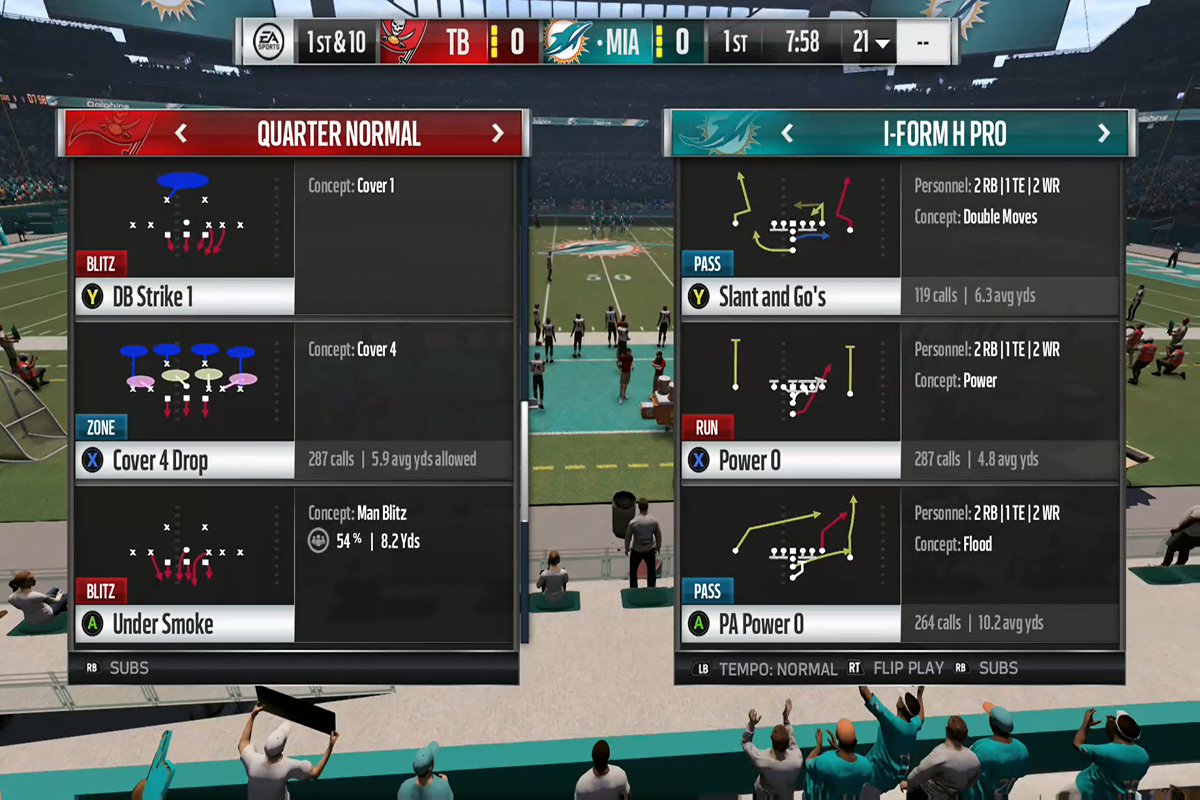 EA SPORTS
1ST & 10
TB 0
MIA 0
1ST
7:58
21
--
Dolphins
QUARTER NORMAL
Concept: Cover 1
BLITZ
Y DB Strike 1
Concept: Cover 4
ZONE
X Cover 4 Drop
287 calls | 5.9 avg yds allowed
Concept: Man Blitz
54% | 8.2 Yds
BLITZ
A Under Smoke
RB SUBS
I-FORM H PRO
Personnel: 2 RB | 1 TE | 2 WR
Concept: Double Moves
PASS
Y Slant and Go's
119 calls | 6.3 avg yds
Personnel: 2 RB | 1 TE | 2 WR
Concept: Power
RUN
X Power O
287 calls | 4.8 avg yds
Personnel: 2 RB | 1 TE | 2 WR
Concept: Flood
PASS
A PA Power O
264 calls | 10.2 avg yds
LB TEMPO: NORMAL RT FLIP PLAY RB SUBS
5 0